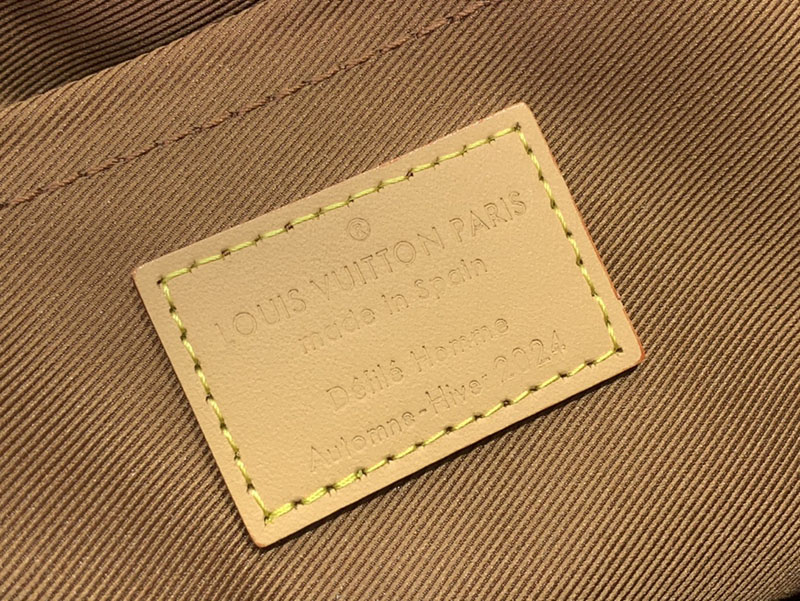 ®
LOUIS VUITTON PARIS
made in Spain
Défilé Homme
Automne-Hiver 2024